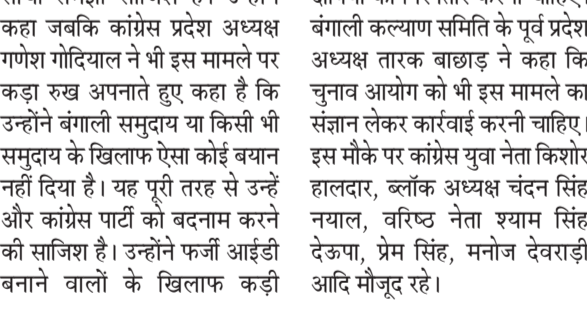 कहा जबकि कांग्रेस प्रदेश अध्यक्ष
गणेश गोदियाल ने भी इस मामले पर
कड़ा रुख अपनाते हुए कहा है कि
उन्होंने बंगाली समुदाय या किसी भी
समुदाय के खिलाफ ऐसा कोई बयान
नहीं दिया है। यह पूरी तरह से उन्हें
और कांग्रेस पार्टी को बदनाम करने
की साजिश है। उन्होंने फर्जी आईडी
बनाने वालों के खिलाफ कड़ी
बंगाली कल्याण समिति के पूर्व प्रदेश
अध्यक्ष तारक बाछाड़ ने कहा कि
चुनाव आयोग को भी इस मामले का
संज्ञान लेकर कार्रवाई करनी चाहिए।
इस मौके पर कांग्रेस युवा नेता किशोर
हालदार, ब्लॉक अध्यक्ष चंदन सिंह
नयाल, वरिष्ठ नेता श्याम सिंह
देऊपा, प्रेम सिंह, मनोज देवराड़ी
आदि मौजूद रहे।